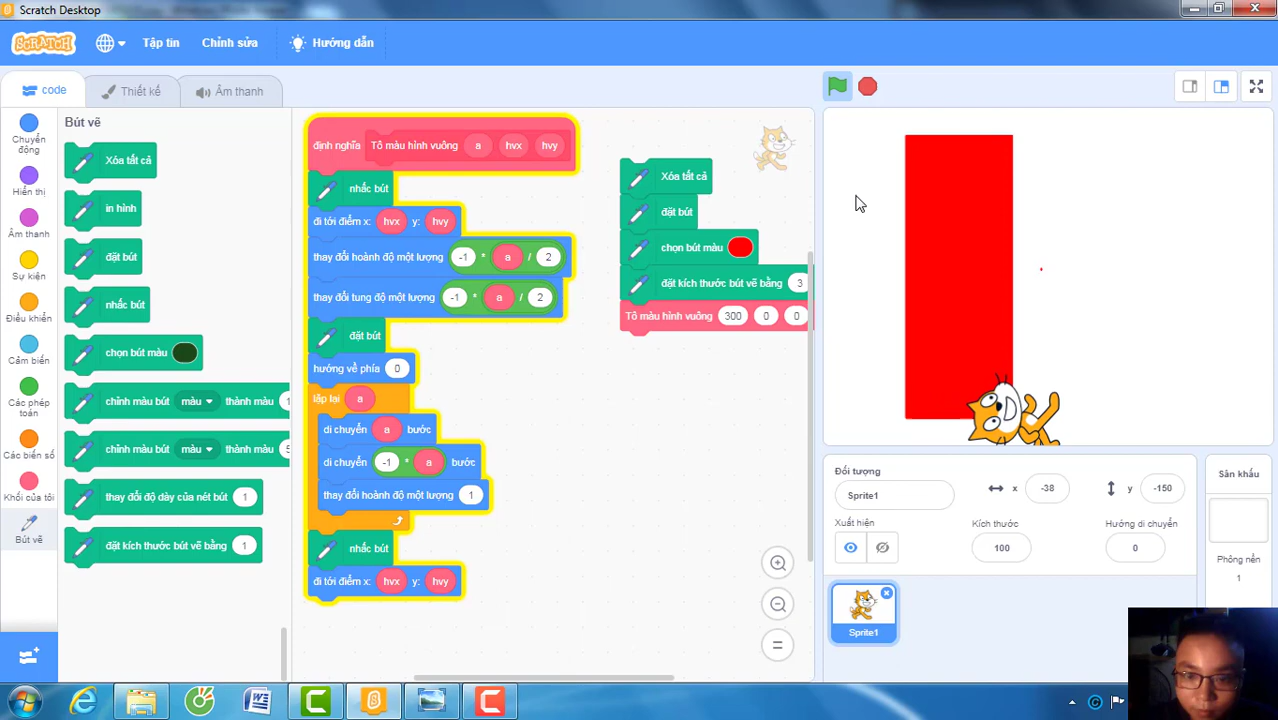 Scratch Desktop
SCRATCH
Tập tin
Chỉnh sửa
Hướng dẫn
code
Thiết kế
Âm thanh
Chuyển động
Hiển thị
Âm thanh
Sự kiện
Điều khiển
Cảm biến
Các phép toán
Các biến số
Khối của tôi
Bút vẽ
Bút vẽ
Xóa tất cả
in hình
đặt bút
nhấc bút
chọn bút màu
chỉnh màu bút màu thành màu
chỉnh màu bút màu thành màu
thay đổi độ dày của nét bút 1
đặt kích thước bút vẽ bằng 1
định nghĩa Tô màu hình vuông a hvx hvy
nhấc bút
đi tới điểm x: hvx y: hvy
thay đổi hoành độ một lượng -1 * a / 2
thay đổi tung độ một lượng -1 * a / 2
đặt bút
hướng về phía 0
lặp lại a
di chuyển a bước
di chuyển -1 * a bước
thay đổi hoành độ một lượng 1
nhấc bút
đi tới điểm x: hvx y: hvy
Xóa tất cả
đặt bút
chọn bút màu
đặt kích thước bút vẽ bằng 3
Tô màu hình vuông 300 0 0
Đối tượng
Sprite1
x -38
y -150
Xuất hiện
Kích thước
100
Hướng di chuyển
0
Sprite1
Sân khấu
Phông nền
1